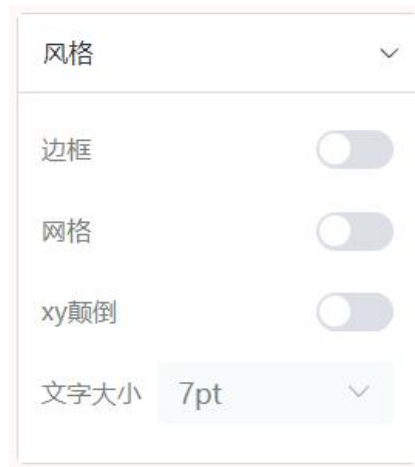 风格
边框
网格
xy颠倒
文字大小 7pt